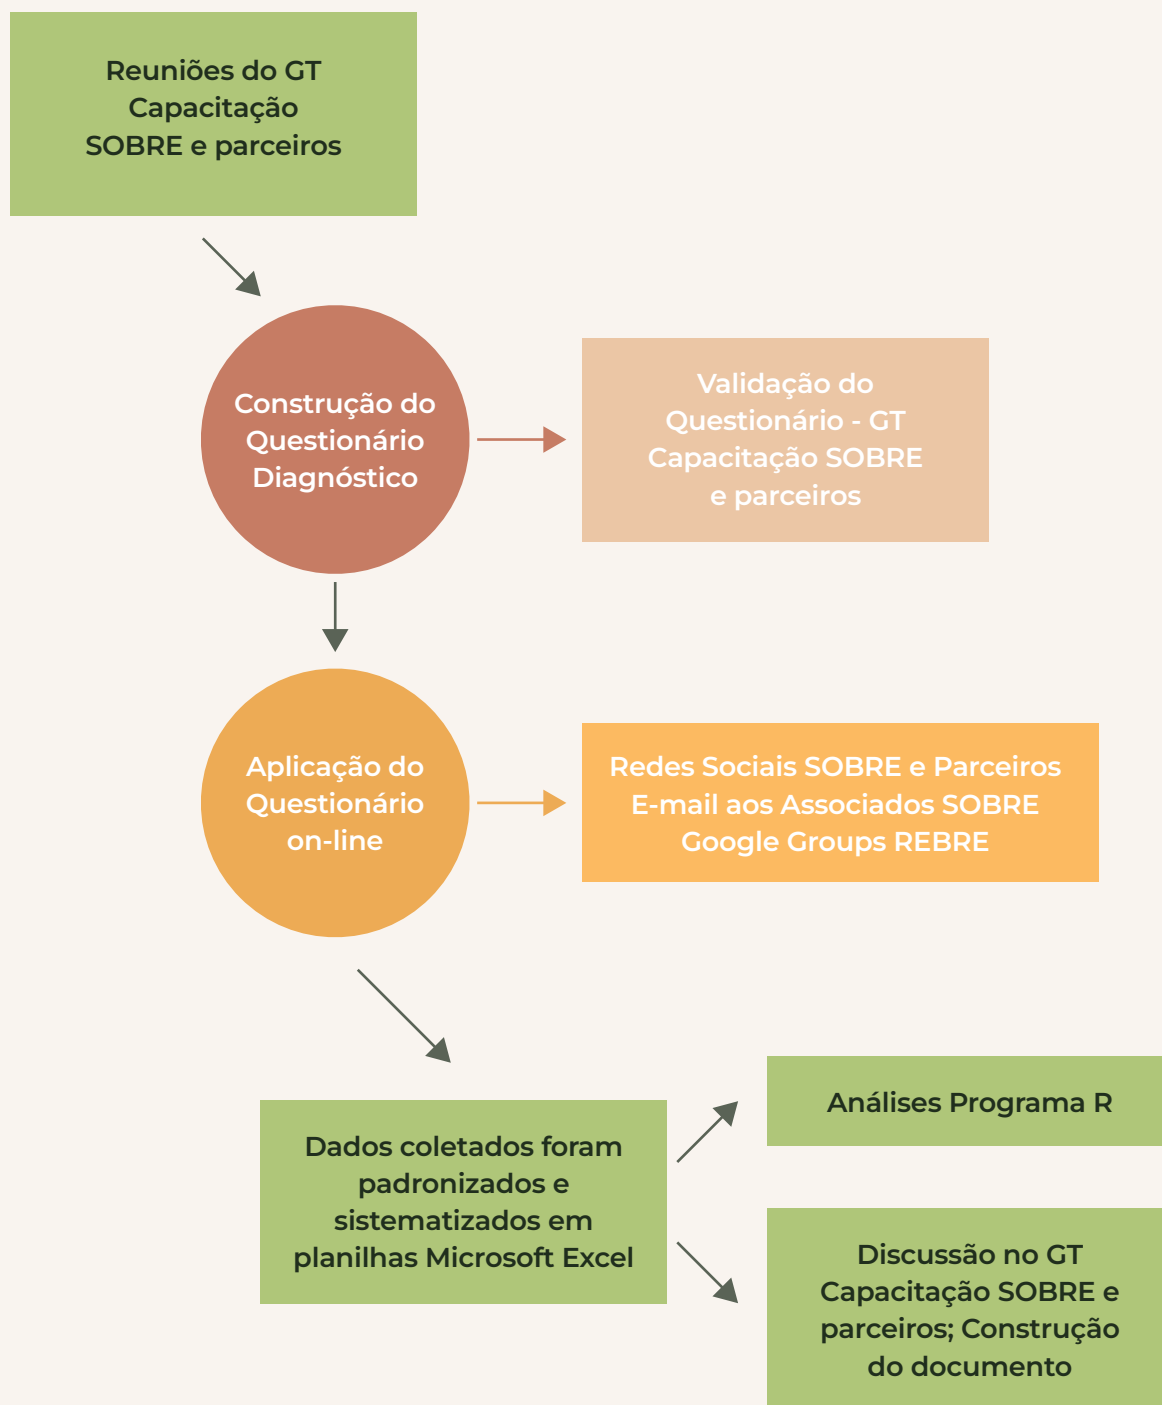 Reuniões do GT
Capacitação
SOBRE e parceiros
Construção do
Questionário
Diagnóstico
Validação do
Questionário - GT
Capacitação SOBRE
e parceiros
Aplicação do
Questionário
on-line
Redes Sociais SOBRE e Parceiros
E-mail aos Associados SOBRE
Google Groups REBRE
Dados coletados foram
padronizados e
sistematizados em
planilhas Microsoft Excel
Análises Programa R
Discussão no GT
Capacitação SOBRE e
parceiros; Construção
do documento